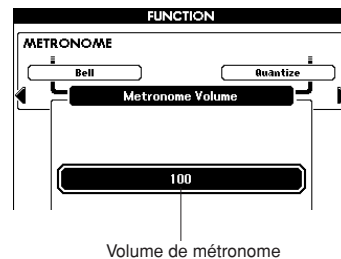 FUNCTION
METRONOME
Bell Quantize
Metronome Volume
100
Volume de métronome